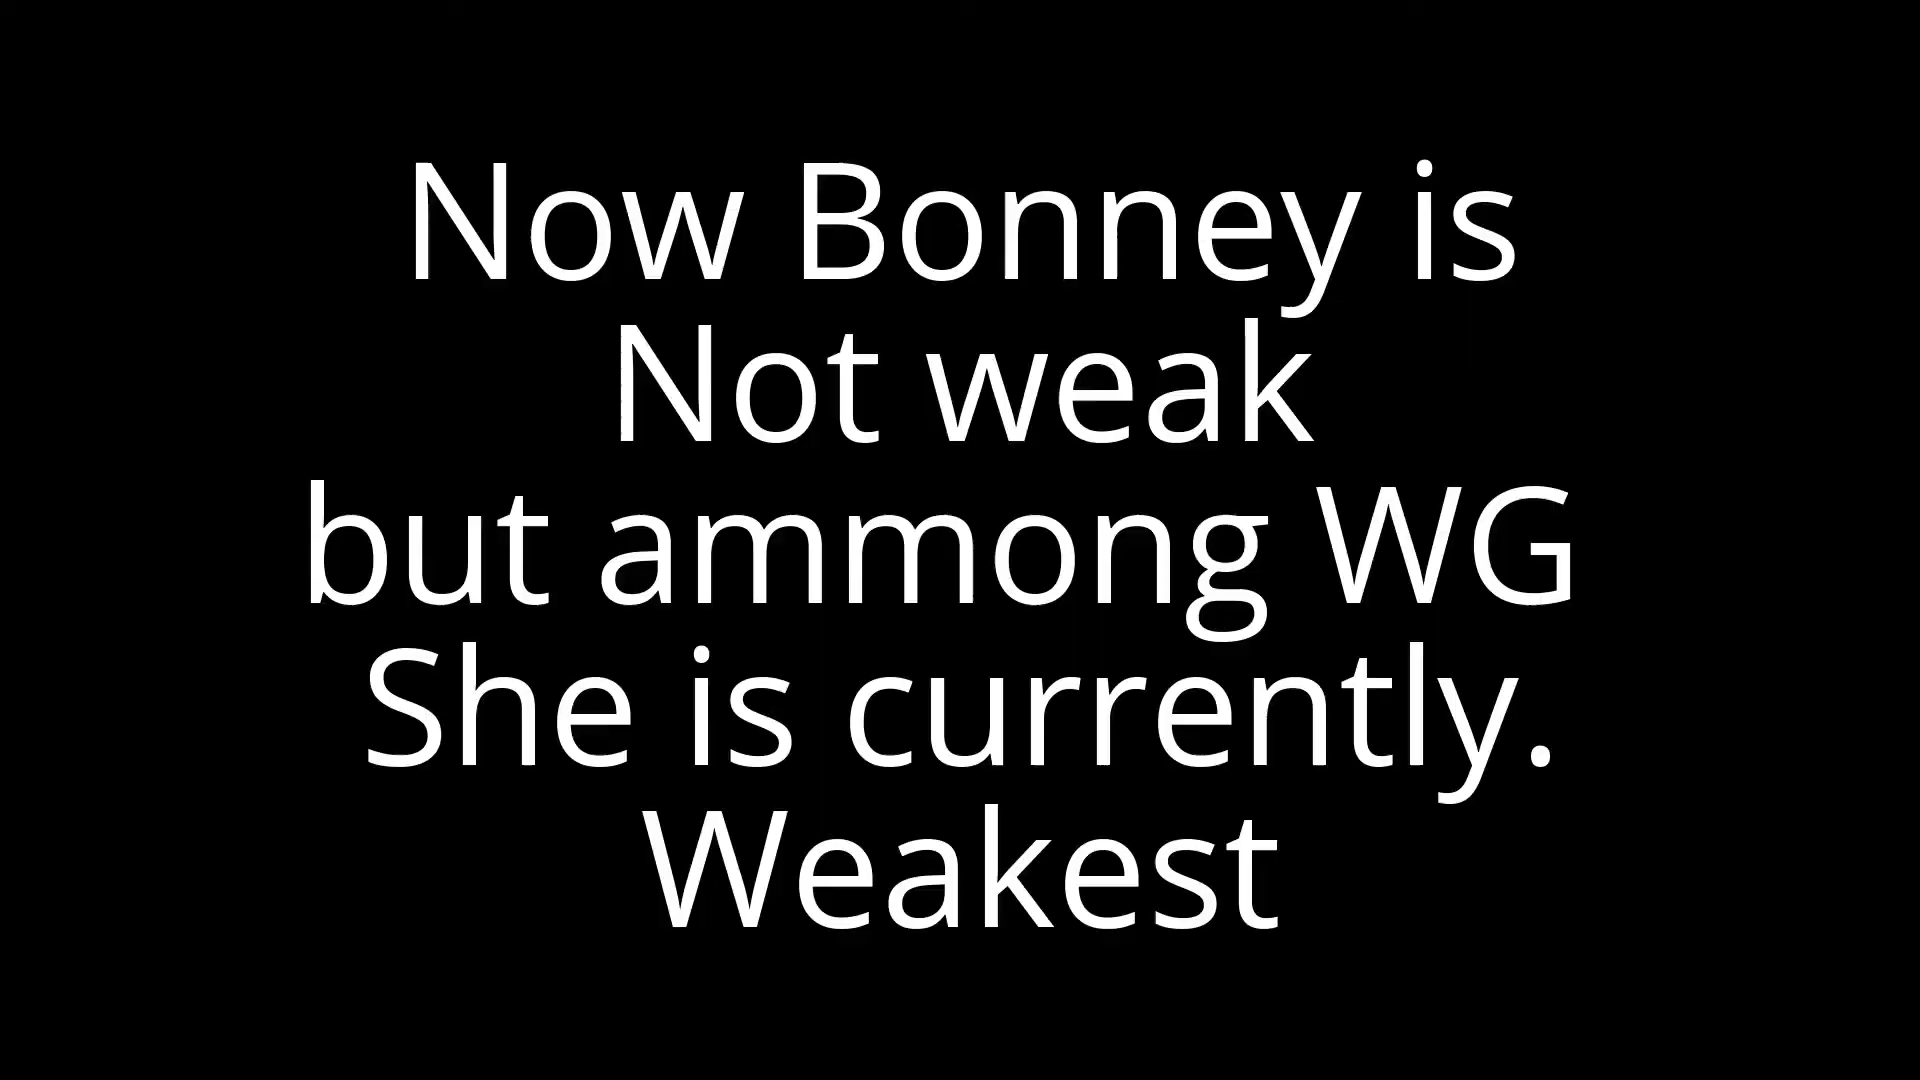 Now Bonney is
Not weak
but ammong WG
She is currently.
Weakest